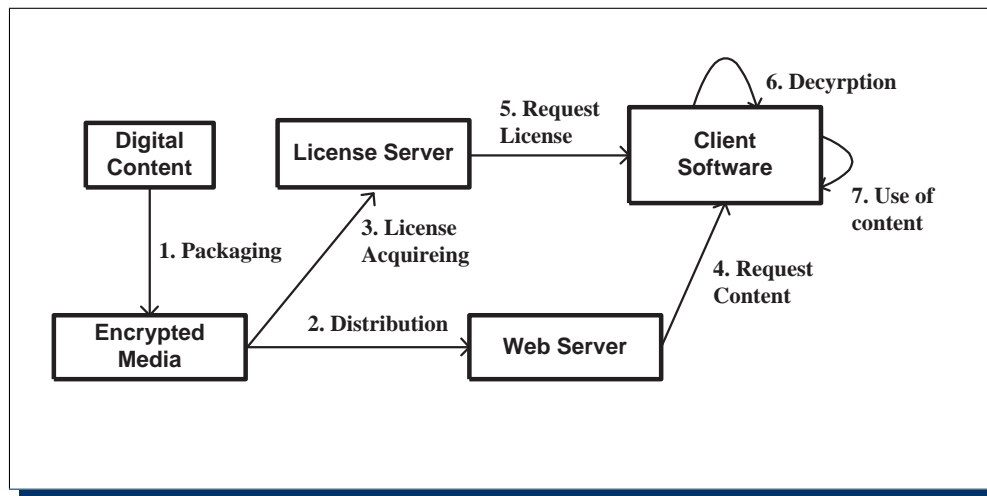 6. Decyrption
5. Request
License
Digital
Content
License Server
Client
Software
7. Use of
content
3. License
Acquireing
1. Packaging
4. Request
Content
2. Distribution
Encrypted
Media
Web Server